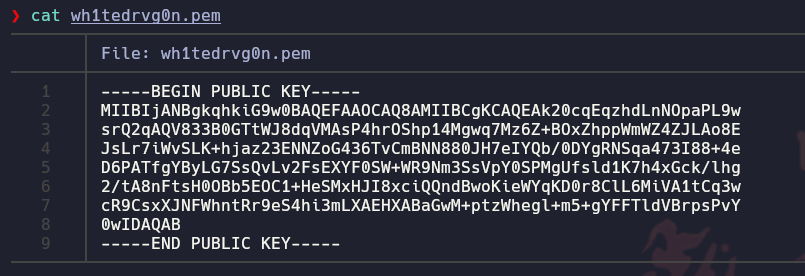 ❯ cat wh1tedrvg0n.pem
File: wh1tedrvg0n.pem
1 -----BEGIN PUBLIC KEY-----
2 MIIBIjANBgkqhkiG9w0BAQEFAAOCAQ8AMIIBCgKCAQEAk20cqEqzhdLnNOpaPL9w
3 srQ2qAQV833B0GTtWJ8dqVMAsP4hrOShp14Mgwq7Mz6Z+BOxZhppWmWZ4ZJLAo8E
4 JsLr7iWvSLK+hjaz23ENNZoG436TvCmBNN880JH7eIYQb/0DYgRNSqa473I88+4e
5 D6PATfgYByLG7SsQvLv2FsEXYF0SW+WR9Nm3SsVpY0SPMgUfsld1K7h4xGck/lhg
6 2/tA8nFtsH0OBb5EOC1+HeSMxHJI8xciQQndBwoKieWYqKD0r8ClL6MiVA1tCq3w
7 cR9CsxXJNFWhntRr9eS4hi3mLXAEHXABaGwM+ptzWhegl+m5+gYFFTldVBrpsPvY
8 0wIDAQAB
9 -----END PUBLIC KEY-----